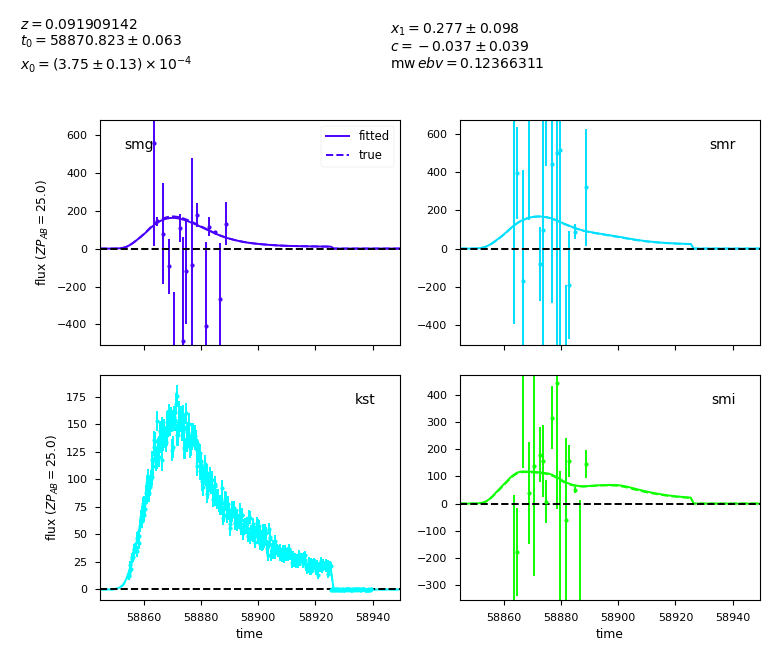 z = 0.091909142
t₀ = 58870.823 ± 0.063
x₀ = (3.75 ± 0.13) × 10⁻⁴
x₁ = 0.277 ± 0.098
c = −0.037 ± 0.039
mw ebv = 0.12366311
smg
fitted
true
600
400
200
0
−200
−400
flux (ZP_AB = 25.0)
smr
600
400
200
0
−200
−400
kst
175
150
125
100
75
50
25
0
flux (ZP_AB = 25.0)
58860 58880 58900 58920 58940
time
smi
400
300
200
100
0
−100
−200
−300
58860 58880 58900 58920 58940
time